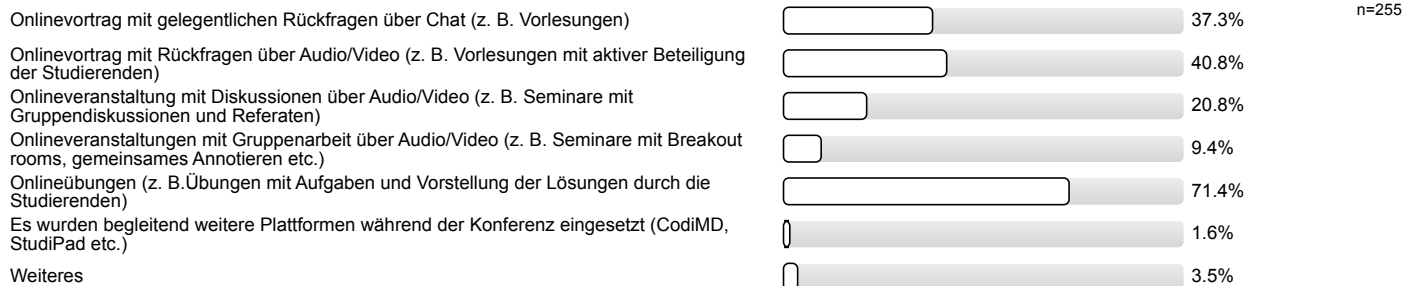 Onlinevortrag mit gelegentlichen Rückfragen über Chat (z. B. Vorlesungen) 37.3% n=255
Onlinevortrag mit Rückfragen über Audio/Video (z. B. Vorlesungen mit aktiver Beteiligung
der Studierenden) 40.8%
Onlineveranstaltung mit Diskussionen über Audio/Video (z. B. Seminare mit
Gruppendiskussionen und Referaten) 20.8%
Onlineveranstaltungen mit Gruppenarbeit über Audio/Video (z. B. Seminare mit Breakout
rooms, gemeinsames Annotieren etc.) 9.4%
Onlineübungen (z. B.Übungen mit Aufgaben und Vorstellung der Lösungen durch die
Studierenden) 71.4%
Es wurden begleitend weitere Plattformen während der Konferenz eingesetzt (CodiMD,
StudiPad etc.) 1.6%
Weiteres 3.5%